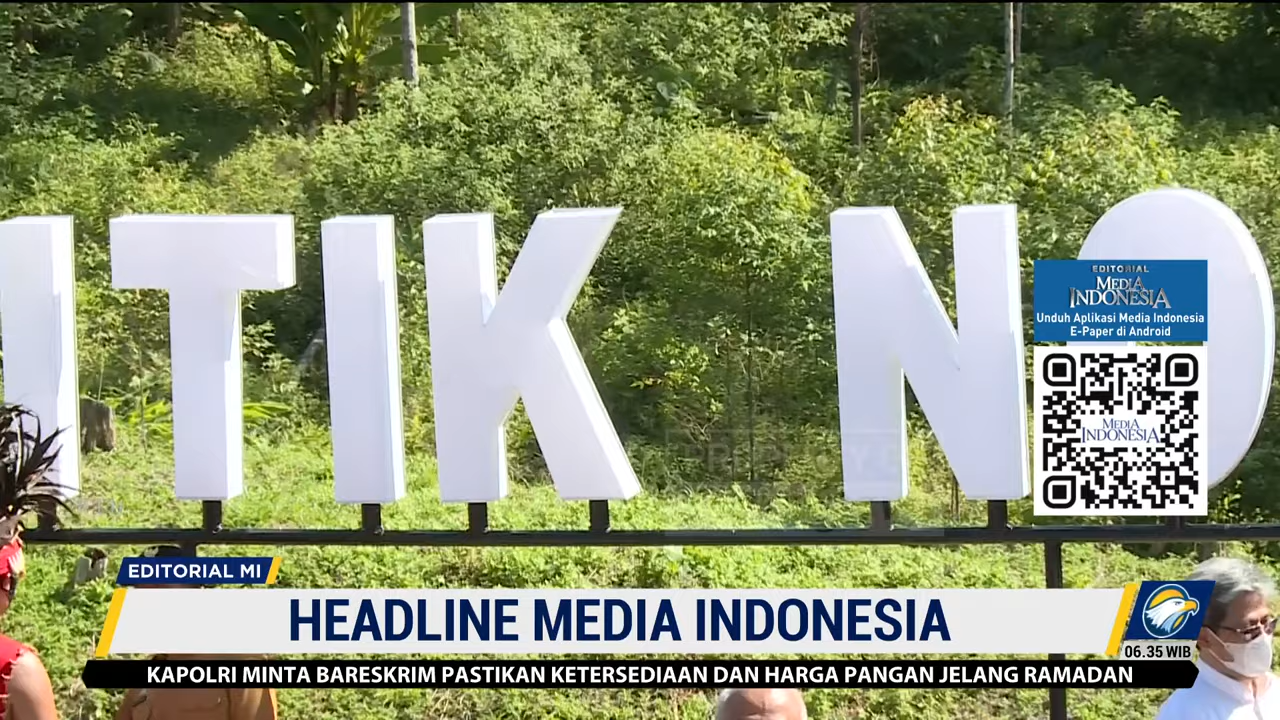 ITIK NO
EDITORIAL
MEDIA
INDONESIA
Unduh Aplikasi Media Indonesia
E-Paper di Android
MEDIA
INDONESIA
EDITORIAL MI
HEADLINE MEDIA INDONESIA
06.35 WIB
KAPOLRI MINTA BARESKRIM PASTIKAN KETERSEDIAAN DAN HARGA PANGAN JELANG RAMADAN